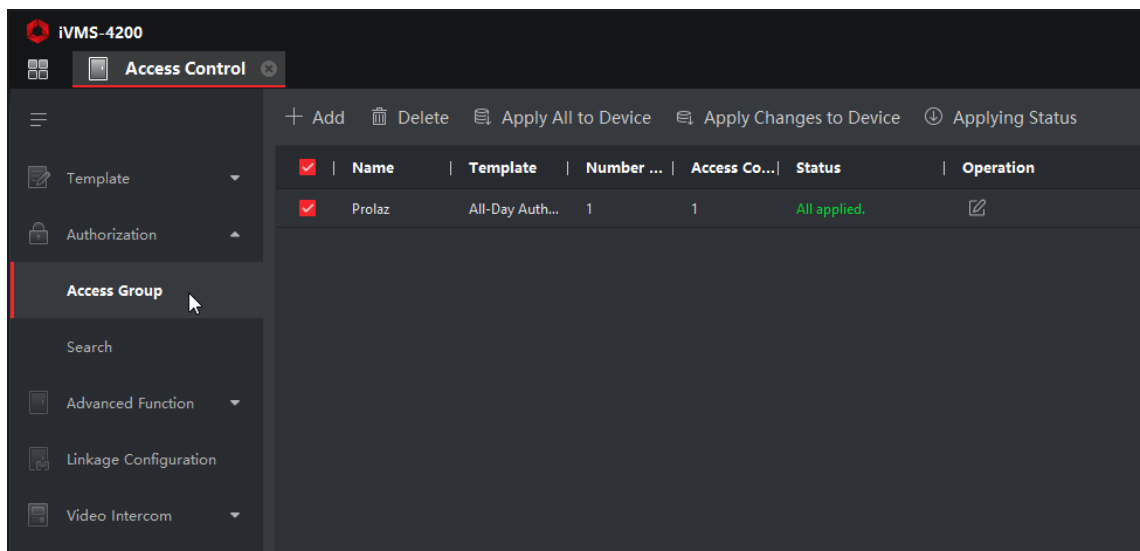 iVMS-4200
Access Control
Add Delete Apply All to Device Apply Changes to Device Applying Status
Name Template Number ... Access Co... Status Operation
Prolaz All-Day Auth... 1 1 All applied.
Template
Authorization
Access Group
Search
Advanced Function
Linkage Configuration
Video Intercom